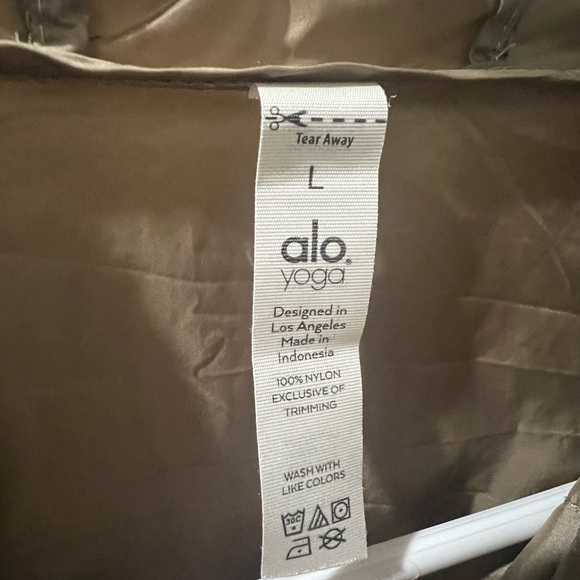 Tear Away
L
alo®
yoga
Designed in
Los Angeles
Made in
Indonesia
100% NYLON
EXCLUSIVE OF
TRIMMING
WASH WITH
LIKE COLORS
30C